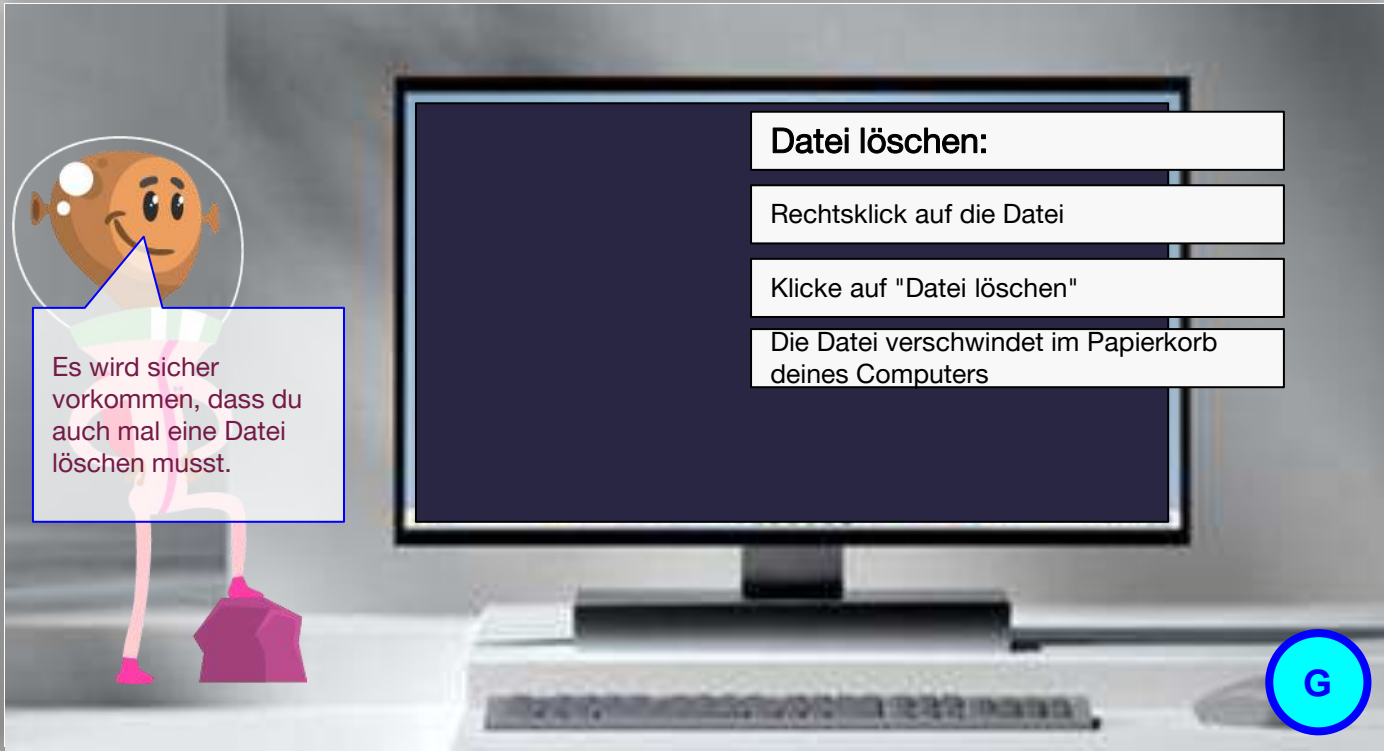 Datei löschen:
Rechtsklick auf die Datei
Klicke auf "Datei löschen"
Die Datei verschwindet im Papierkorb
deines Computers
Es wird sicher
vorkommen, dass du
auch mal eine Datei
löschen musst.
G